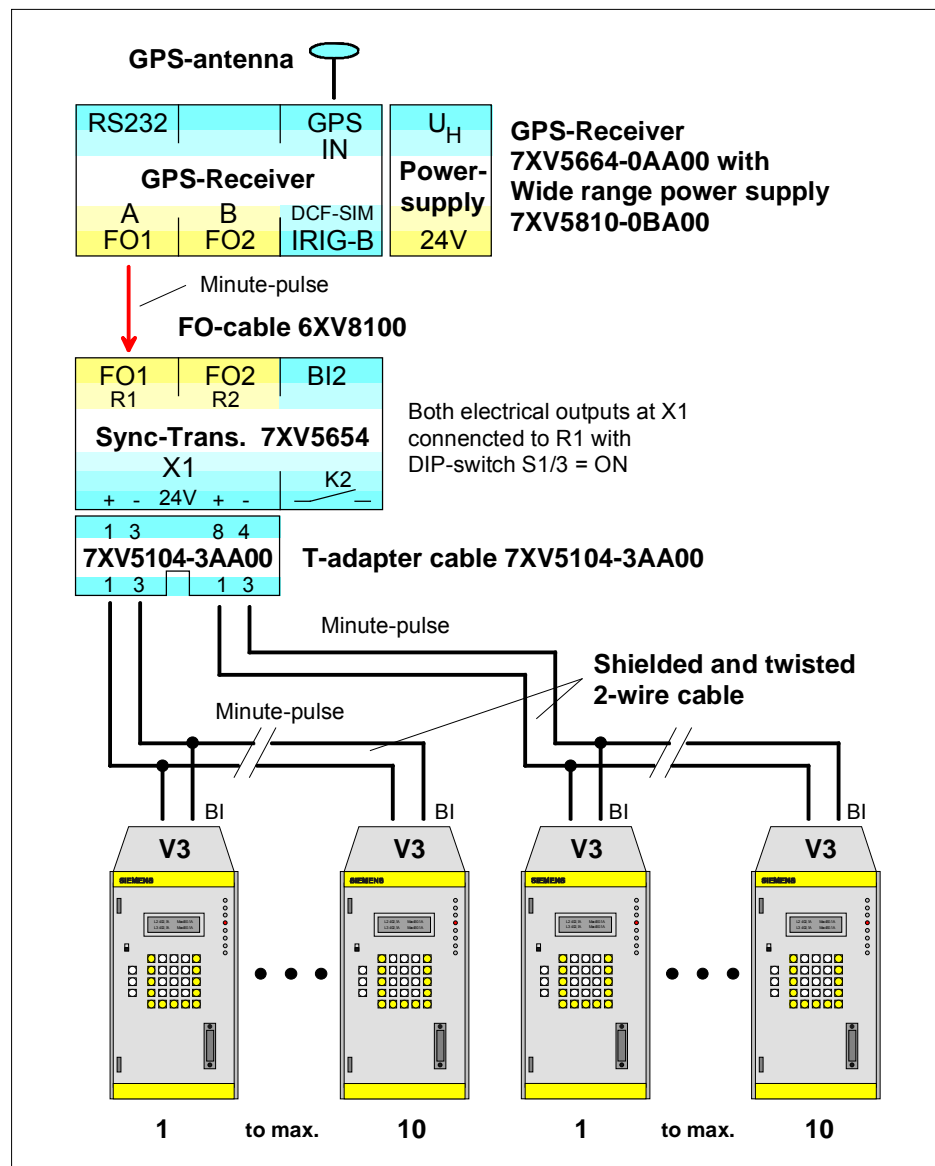 GPS-antenna
RS232 GPS IN
GPS-Receiver
A B DCF-SIM
FO1 FO2 IRIG-B
UH
Power-
supply
24V
GPS-Receiver
7XV5664-0AA00 with
Wide range power supply
7XV5810-0BA00
Minute-pulse
FO-cable 6XV8100
FO1 FO2 BI2
R1 R2
Sync-Trans. 7XV5654
X1
K2
+ - 24V + -
Both electrical outputs at X1
connencted to R1 with
DIP-switch S1/3 = ON
1 3 8 4
7XV5104-3AA00
1 3 1 3
T-adapter cable 7XV5104-3AA00
Minute-pulse
Shielded and twisted
2-wire cable
Minute-pulse
BI BI BI BI
V3 V3 V3 V3
SIEMENS SIEMENS SIEMENS SIEMENS
1 to max. 10 1 to max. 10